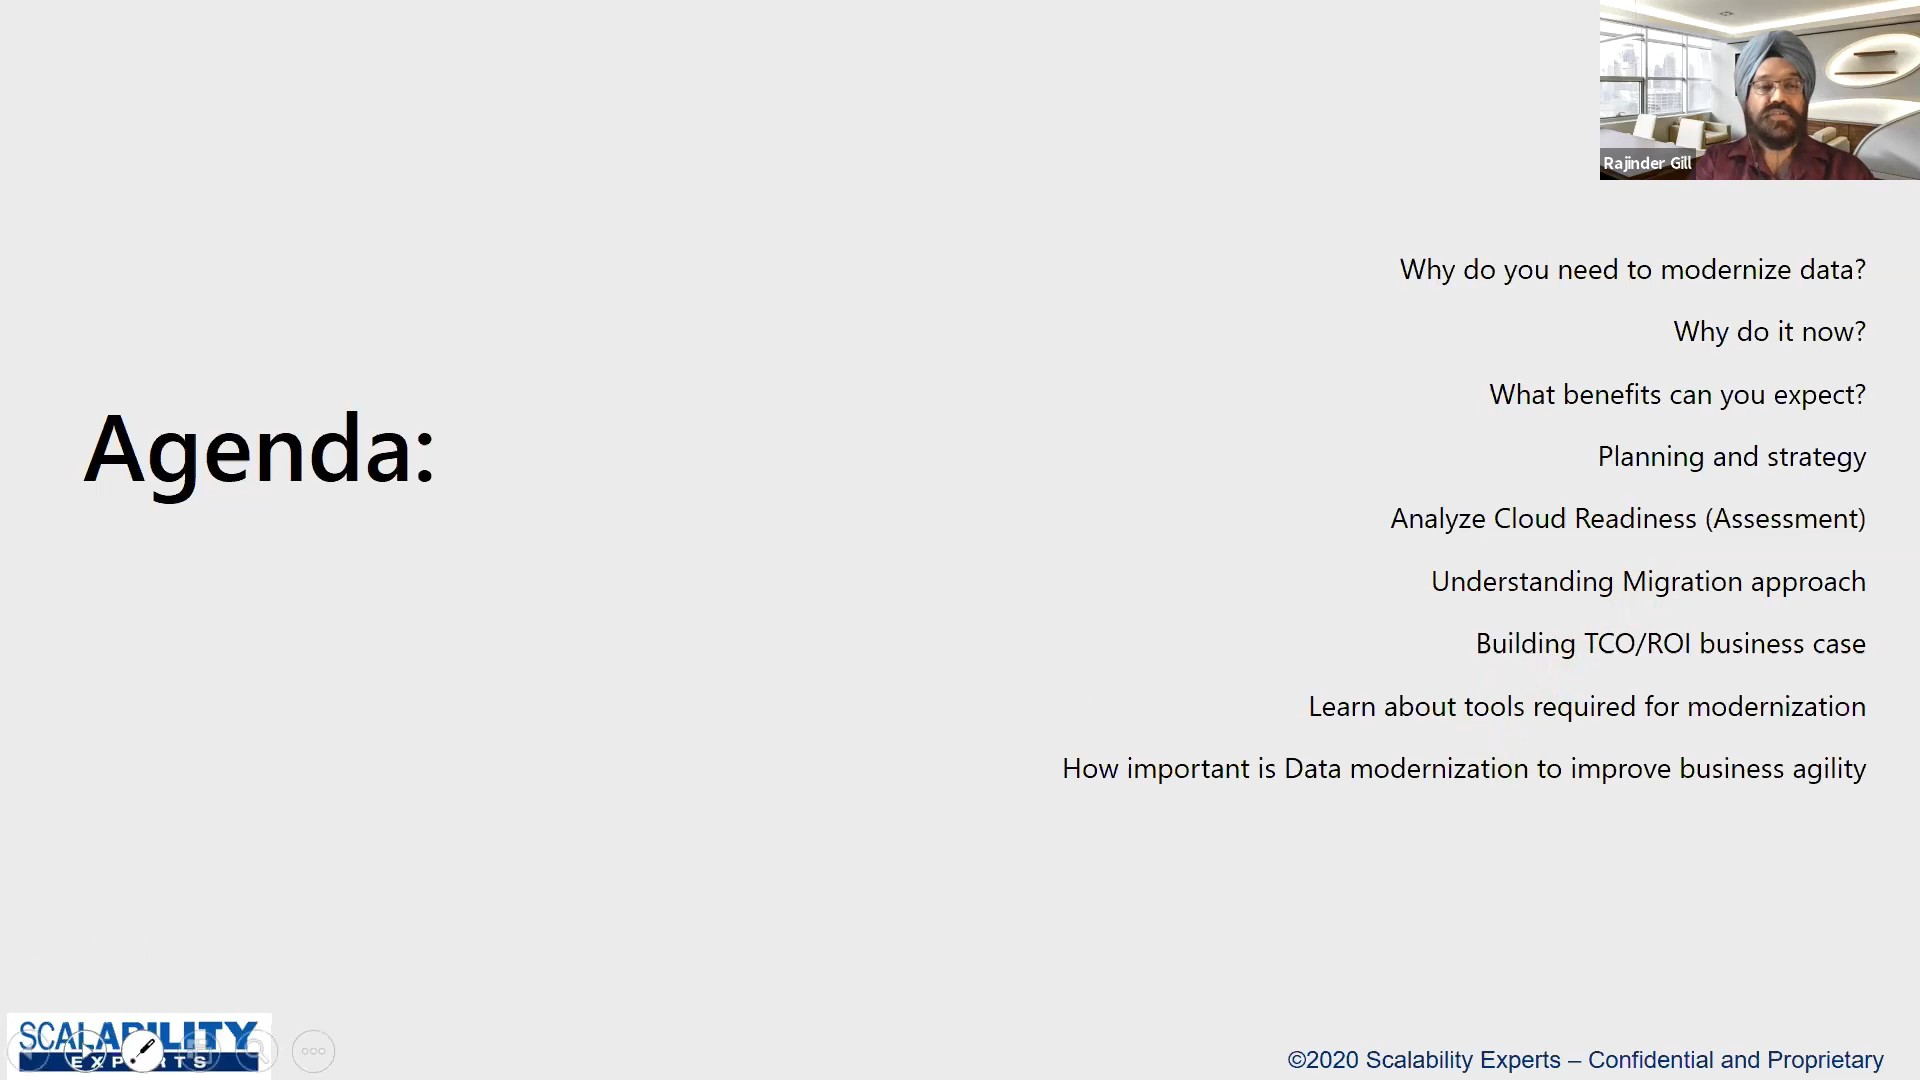 Rajinder Gill
Why do you need to modernize data?
Why do it now?
What benefits can you expect?
Planning and strategy
Agenda:
Analyze Cloud Readiness (Assessment)
Understanding Migration approach
Building TCO/ROI business case
Learn about tools required for modernization
How important is Data modernization to improve business agility
SCALABILITY
EXPERTS
©2020 Scalability Experts – Confidential and Proprietary